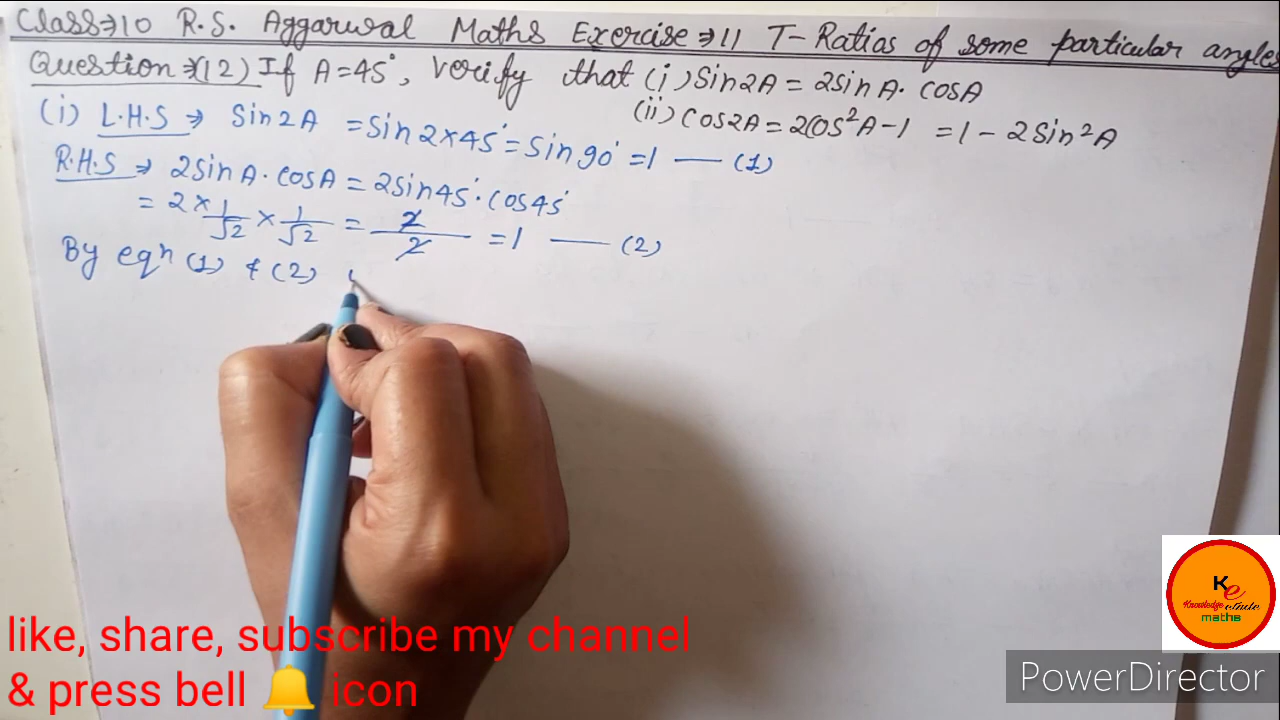 Class⇒10 R.S. Aggarwal Maths Exercise⇒11 T-Ratios of some particular angles
Question⇒(12) If A=45°, verify that (i) Sin2A = 2sinA. cosA
(ii) cos2A = 2cos²A-1 = 1-2sin²A
(i) L.H.S ⇒ Sin2A = sin2×45° = sin90° = 1 — (1)
R.H.S ⇒ 2sinA.cosA = 2sin45°.cos45°
= 2×1/√2 × 1/√2 = 2/2 = 1 — (2)
By eqn (1) & (2)
Ke
Knowledge
maths
like, share, subscribe my channel
& press bell 🔔 icon
PowerDirector